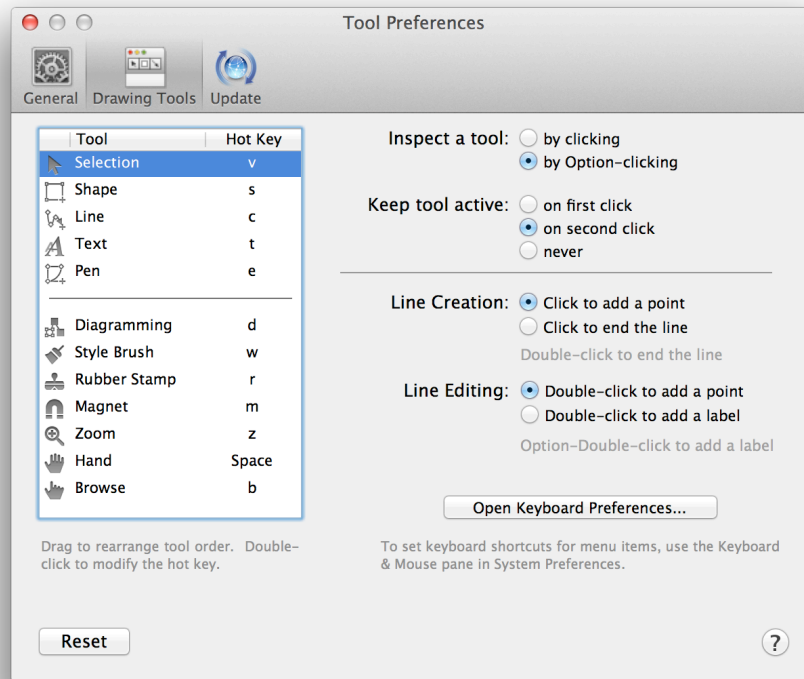 Tool Preferences
General Drawing Tools Update
Tool Hot Key
Selection v
Shape s
Line c
Text t
Pen e
Diagramming d
Style Brush w
Rubber Stamp r
Magnet m
Zoom z
Hand Space
Browse b
Drag to rearrange tool order. Double-
click to modify the hot key.
Reset
Inspect a tool: by clicking
by Option-clicking
Keep tool active: on first click
on second click
never
Line Creation: Click to add a point
Click to end the line
Double-click to end the line
Line Editing: Double-click to add a point
Double-click to add a label
Option-Double-click to add a label
Open Keyboard Preferences...
To set keyboard shortcuts for menu items, use the Keyboard
& Mouse pane in System Preferences.
?